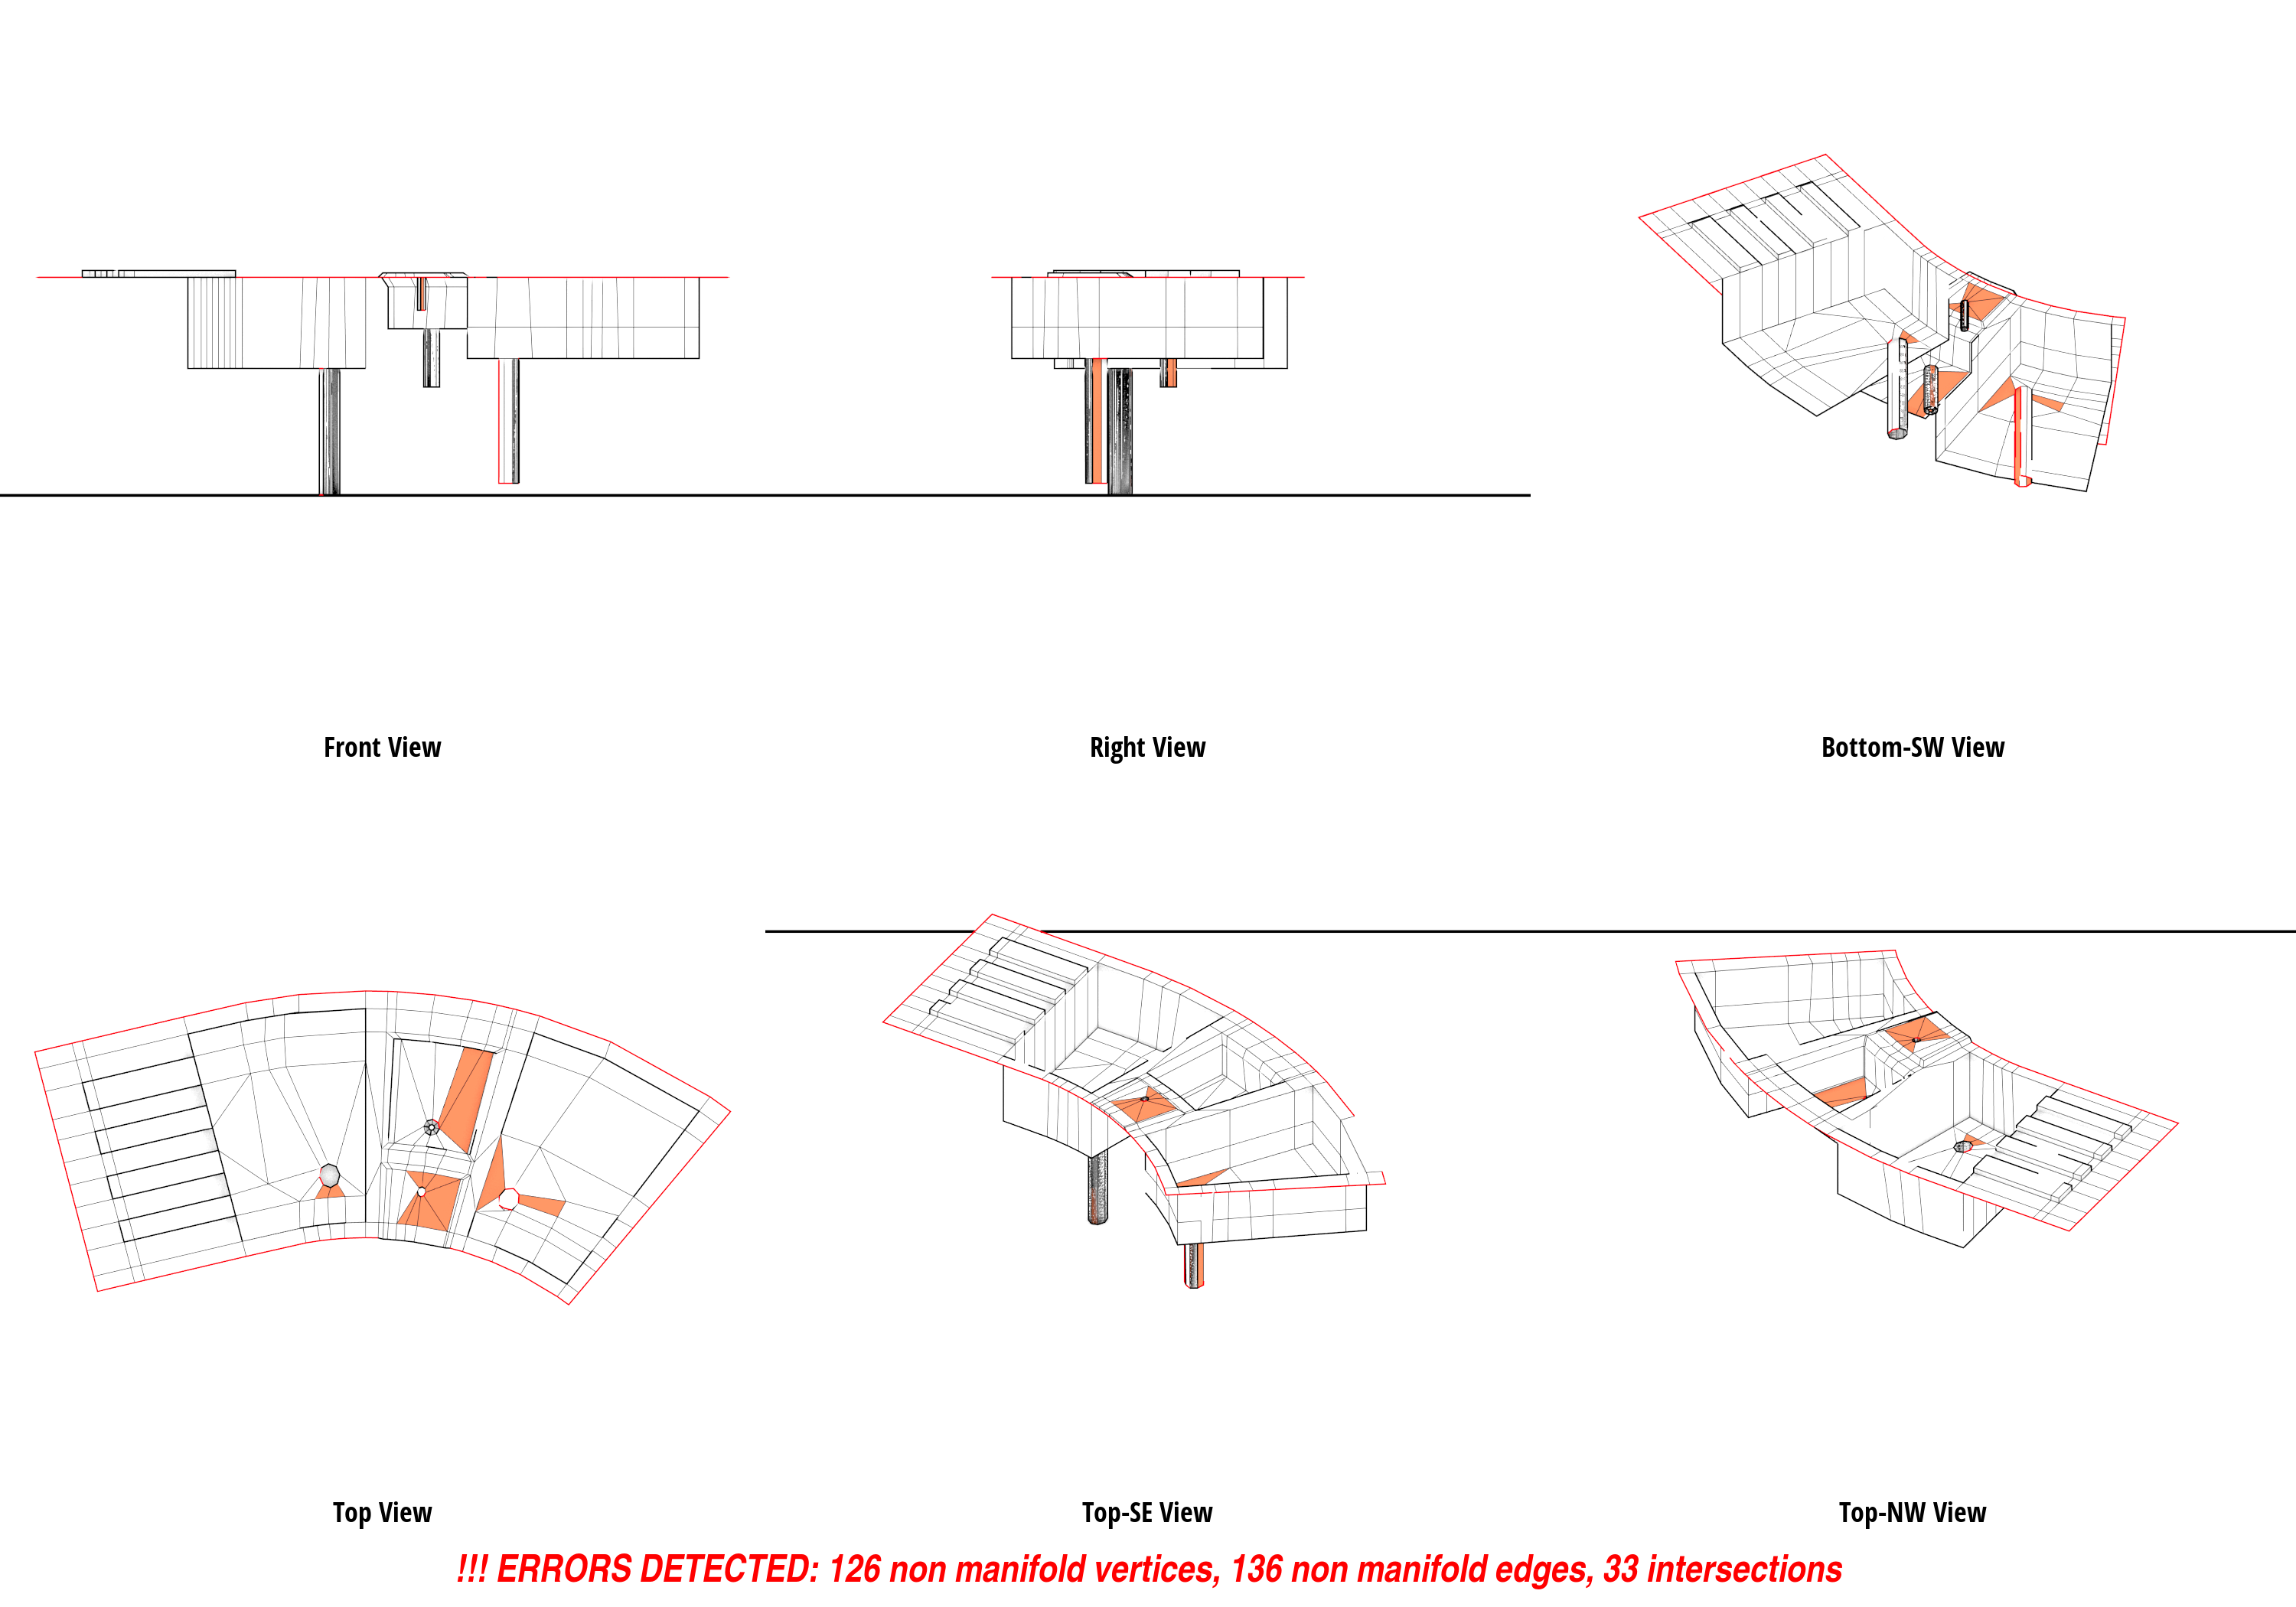 Front View
Right View
Bottom-SW View
Top View
Top-SE View
Top-NW View
!!! ERRORS DETECTED: 126 non manifold vertices, 136 non manifold edges, 33 intersections